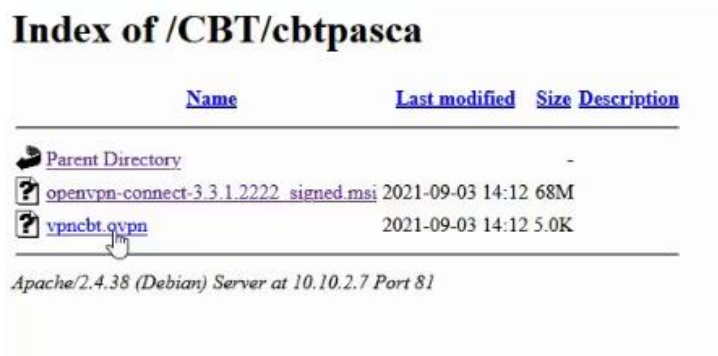 Index of /CBT/cbtpasca
Name Last modified Size Description
Parent Directory -
openvpn-connect-3.3.1.2222_signed.msi 2021-09-03 14:12 68M
vpncbt.ovpn 2021-09-03 14:12 5.0K
Apache/2.4.38 (Debian) Server at 10.10.2.7 Port 81